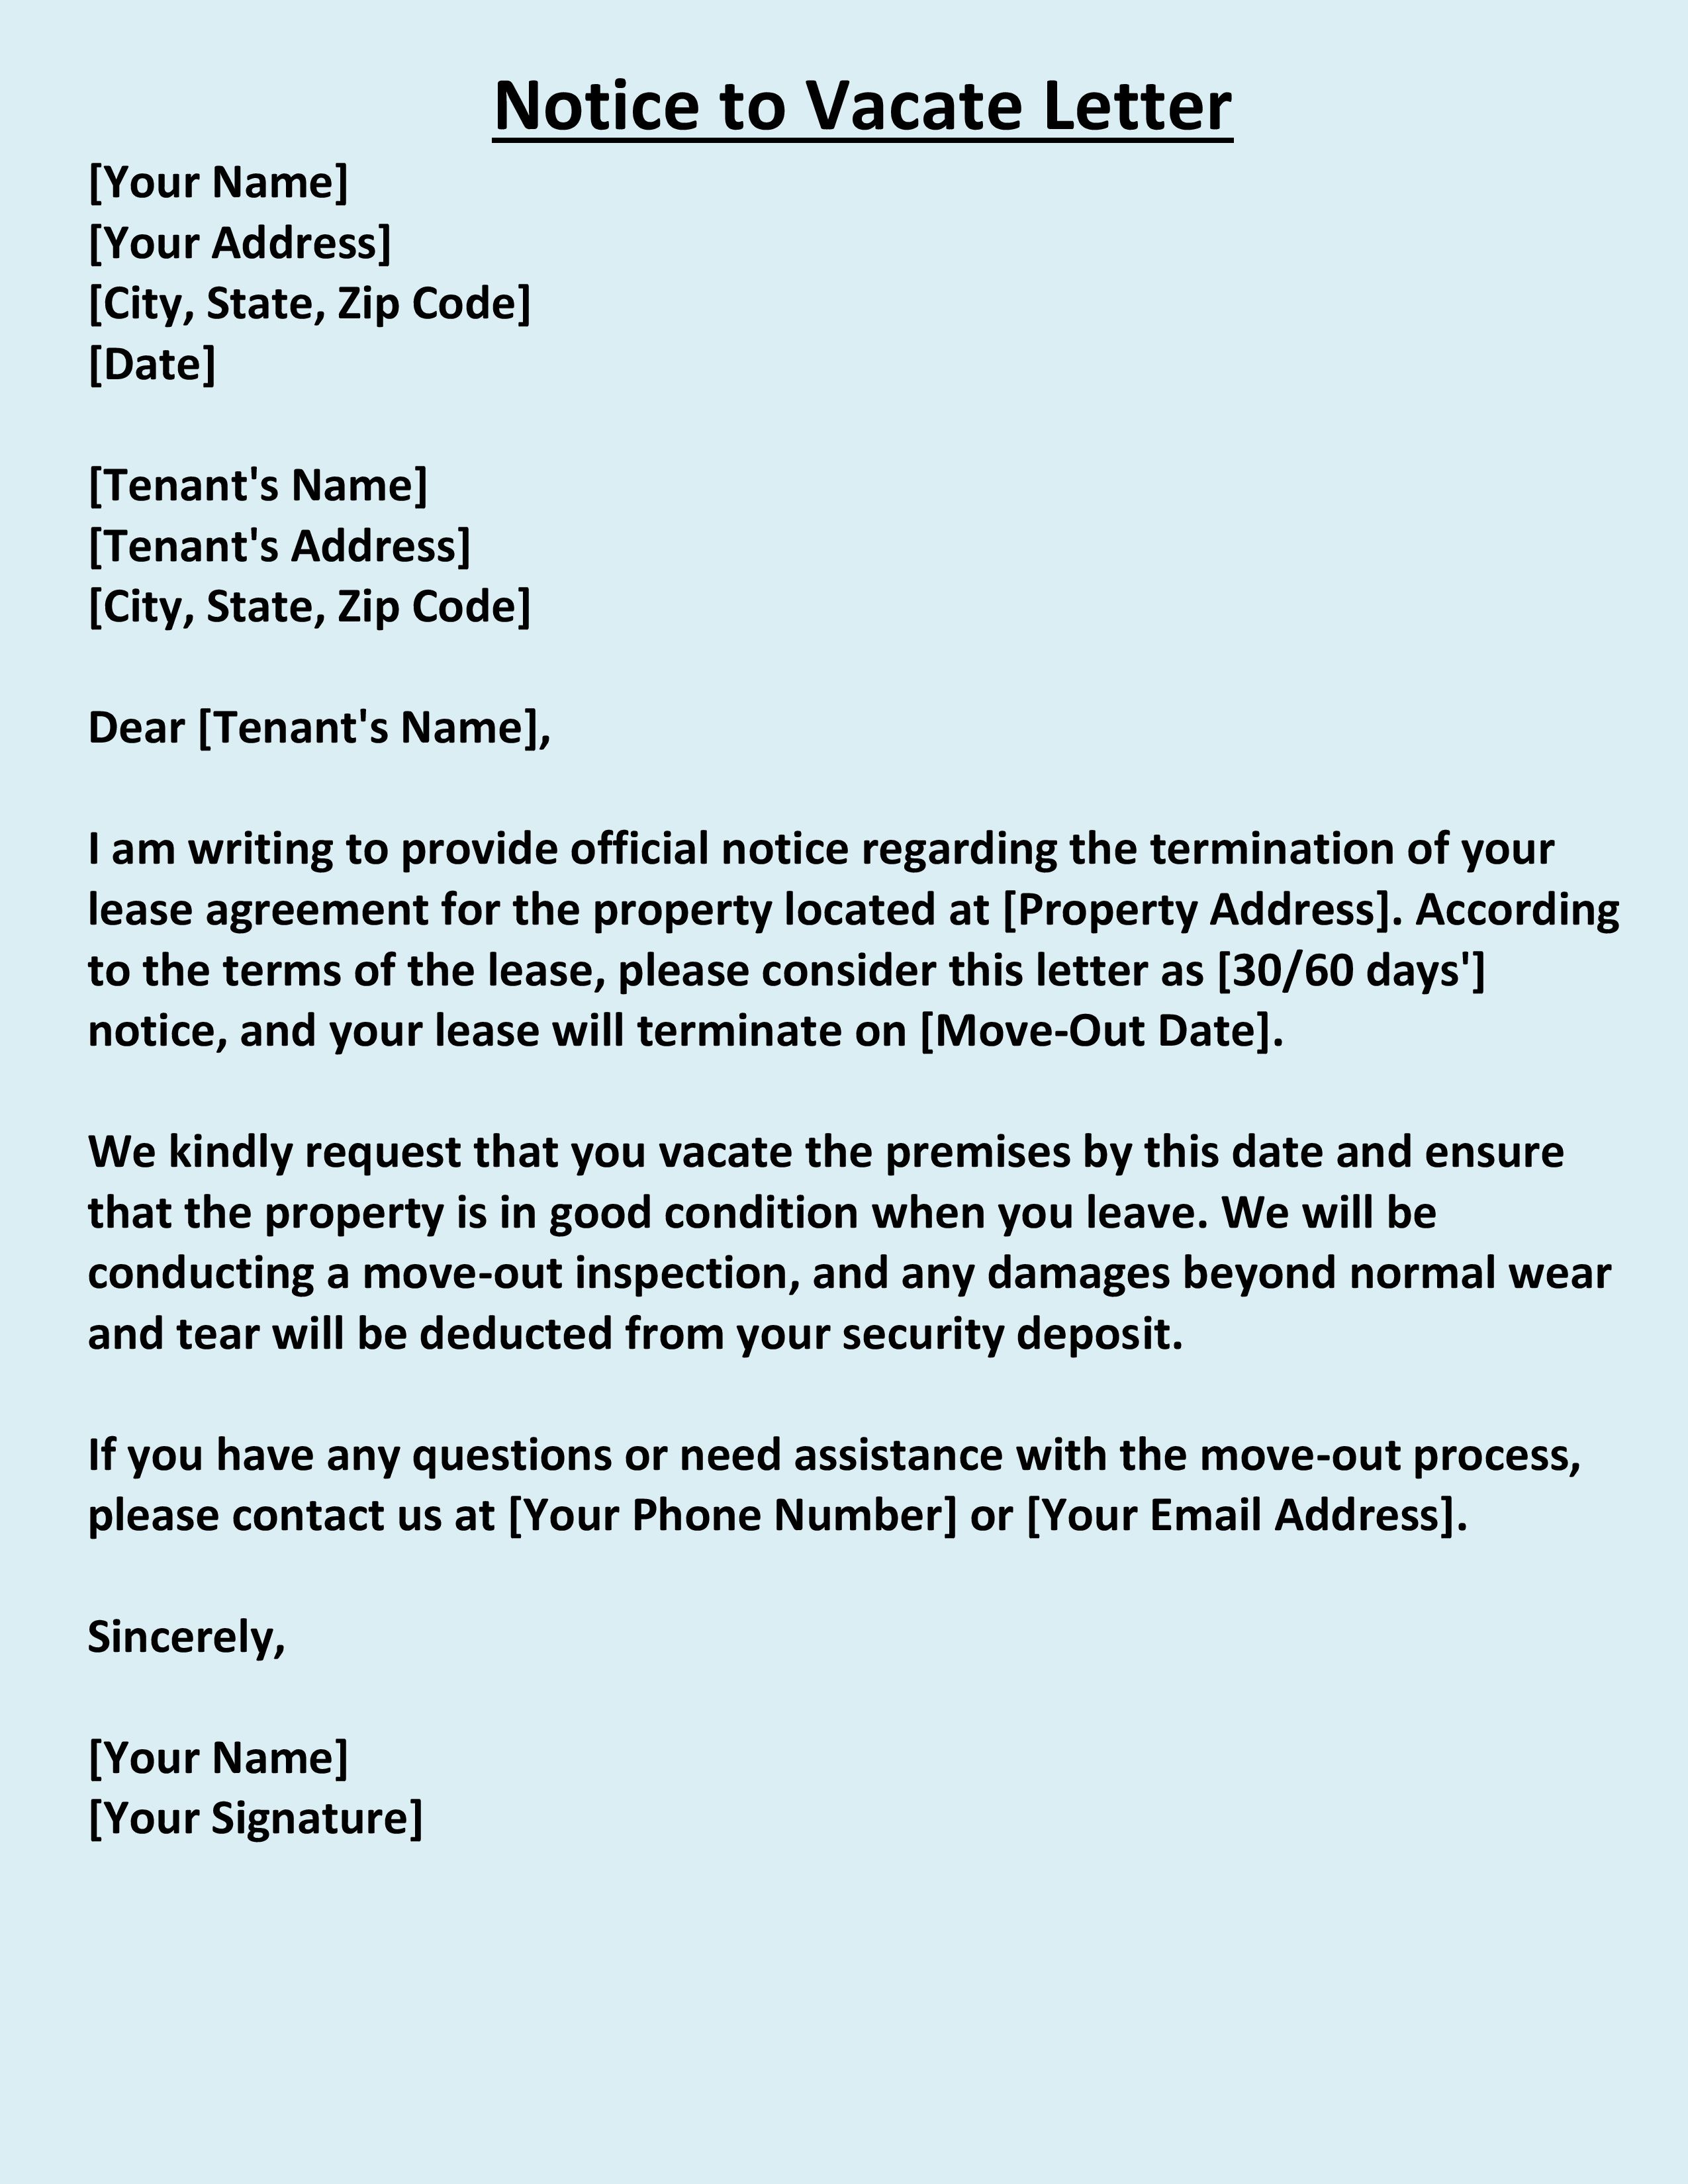 Notice to Vacate Letter
[Your Name]
[Your Address]
[City, State, Zip Code]
[Date]
[Tenant's Name]
[Tenant's Address]
[City, State, Zip Code]
Dear [Tenant's Name],
I am writing to provide official notice regarding the termination of your
lease agreement for the property located at [Property Address]. According
to the terms of the lease, please consider this letter as [30/60 days']
notice, and your lease will terminate on [Move-Out Date].
We kindly request that you vacate the premises by this date and ensure
that the property is in good condition when you leave. We will be
conducting a move-out inspection, and any damages beyond normal wear
and tear will be deducted from your security deposit.
If you have any questions or need assistance with the move-out process,
please contact us at [Your Phone Number] or [Your Email Address].
Sincerely,
[Your Name]
[Your Signature]